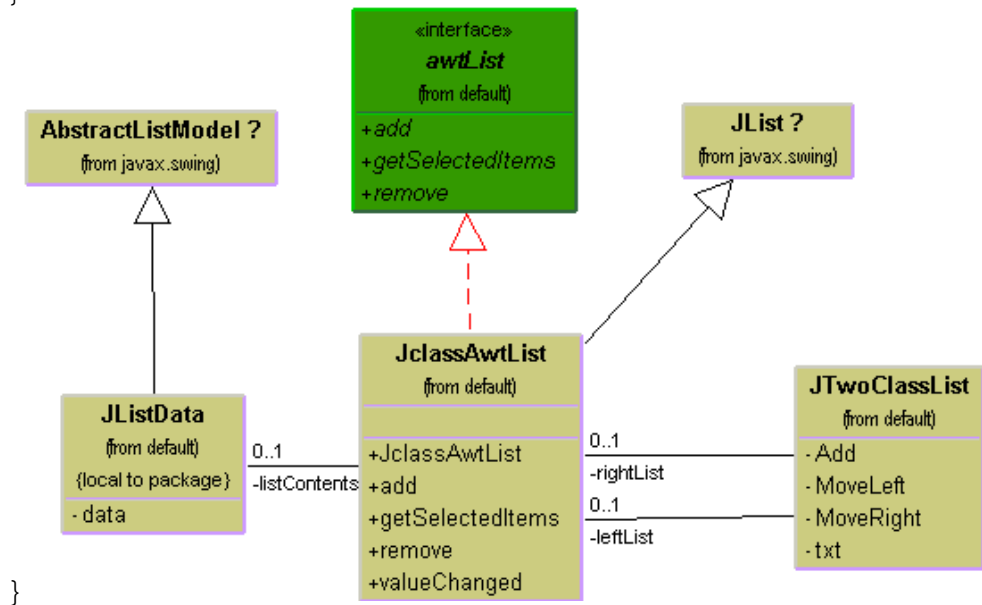 }
«interface»
awtList
(from default)
+add
+getSelectedItems
+remove
AbstractListModel ?
(from javax.swing)
JList ?
(from javax.swing)
JclassAwtList
(from default)
+JclassAwtList
+add
+getSelectedItems
+remove
+valueChanged
JListData
(from default)
{local to package}
- data
0..1
-listContents
0..1
-rightList
0..1
-leftList
JTwoClassList
(from default)
- Add
- MoveLeft
- MoveRight
- txt
}